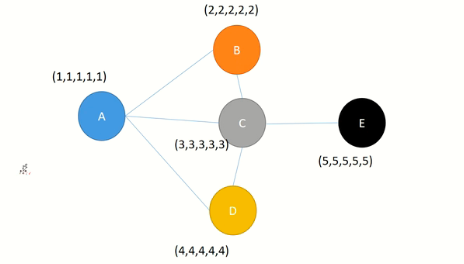 (2,2,2,2,2)
B
(1,1,1,1,1)
A
C
E
(3,3,3,3,3)
(5,5,5,5,5)
D
(4,4,4,4,4)